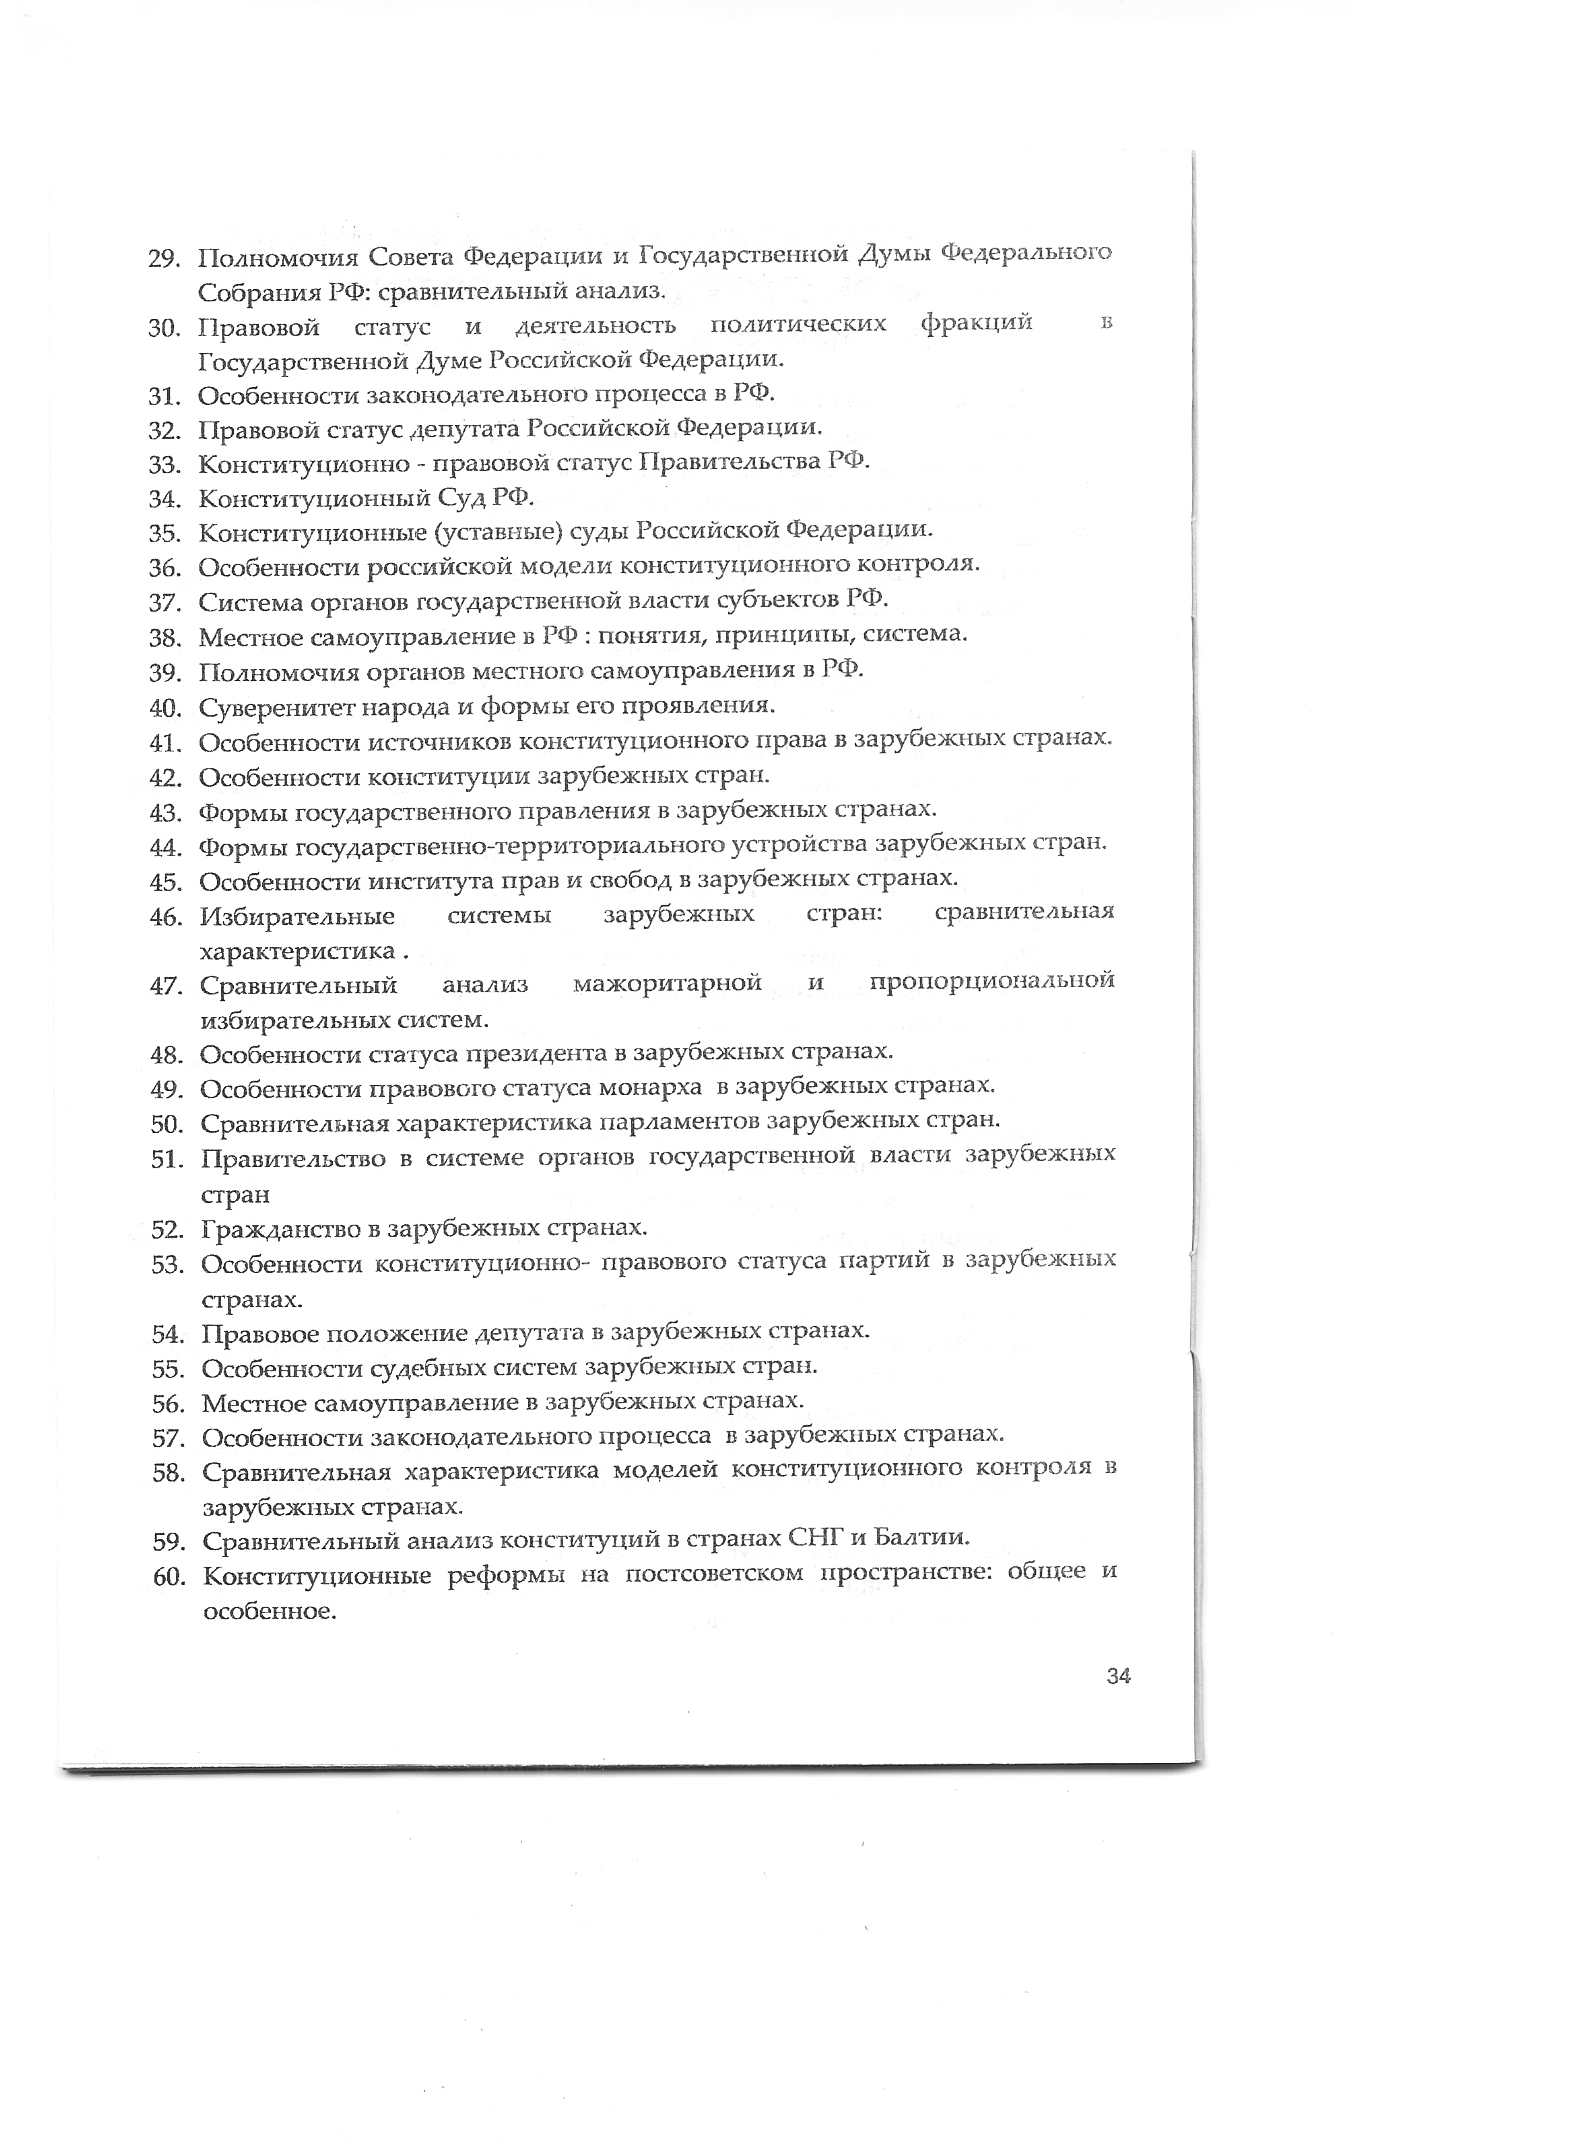 29. Полномочия Совета Федерации и Государственной Думы Федерального
Собрания РФ: сравнительный анализ.
30. Правовой статус и деятельность политических фракций в
Государственной Думе Российской Федерации.
31. Особенности законодательного процесса в РФ.
32. Правовой статус депутата Российской Федерации.
33. Конституционно - правовой статус Правительства РФ.
34. Конституционный Суд РФ.
35. Конституционные (уставные) суды Российской Федерации.
36. Особенности российской модели конституционного контроля.
37. Система органов государственной власти субъектов РФ.
38. Местное самоуправление в РФ : понятия, принципы, система.
39. Полномочия органов местного самоуправления в РФ.
40. Суверенитет народа и формы его проявления.
41. Особенности источников конституционного права в зарубежных странах.
42. Особенности конституции зарубежных стран.
43. Формы государственного правления в зарубежных странах.
44. Формы государственно-территориального устройства зарубежных стран.
45. Особенности института прав и свобод в зарубежных странах.
46. Избирательные системы зарубежных стран: сравнительная
характеристика .
47. Сравнительный анализ мажоритарной и пропорциональной
избирательных систем.
48. Особенности статуса президента в зарубежных странах.
49. Особенности правового статуса монарха в зарубежных странах.
50. Сравнительная характеристика парламентов зарубежных стран.
51. Правительство в системе органов государственной власти зарубежных
стран
52. Гражданство в зарубежных странах.
53. Особенности конституционно- правового статуса партий в зарубежных
странах.
54. Правовое положение депутата в зарубежных странах.
55. Особенности судебных систем зарубежных стран.
56. Местное самоуправление в зарубежных странах.
57. Особенности законодательного процесса в зарубежных странах.
58. Сравнительная характеристика моделей конституционного контроля в
зарубежных странах.
59. Сравнительный анализ конституций в странах СНГ и Балтии.
60. Конституционные реформы на постсоветском пространстве: общее и
особенное.
34